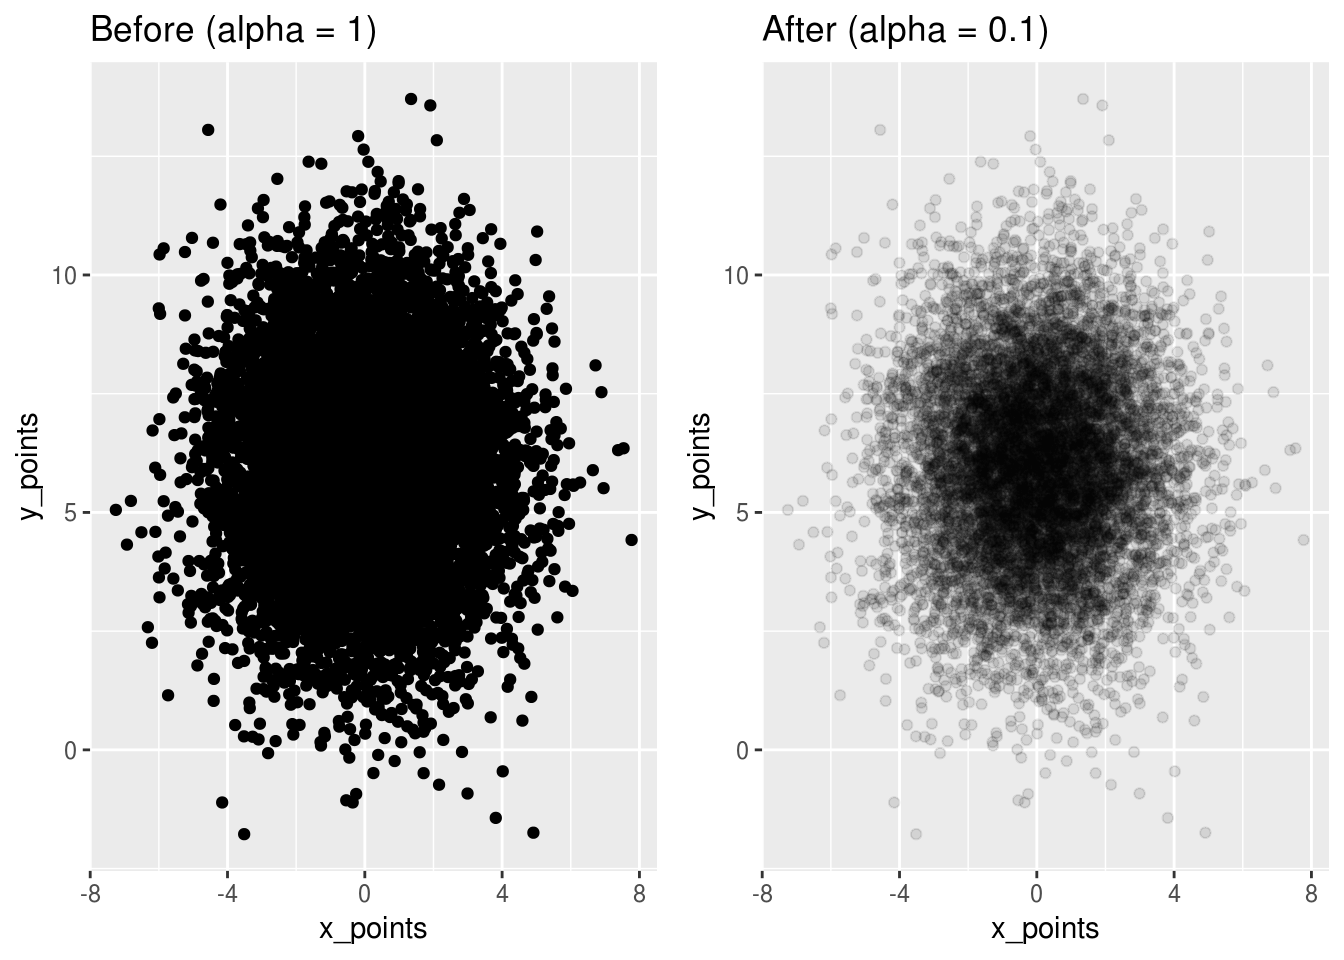 Before (alpha = 1)
y_points
10
5
0
-8 -4 0 4 8
x_points
After (alpha = 0.1)
y_points
10
5
0
-8 -4 0 4 8
x_points